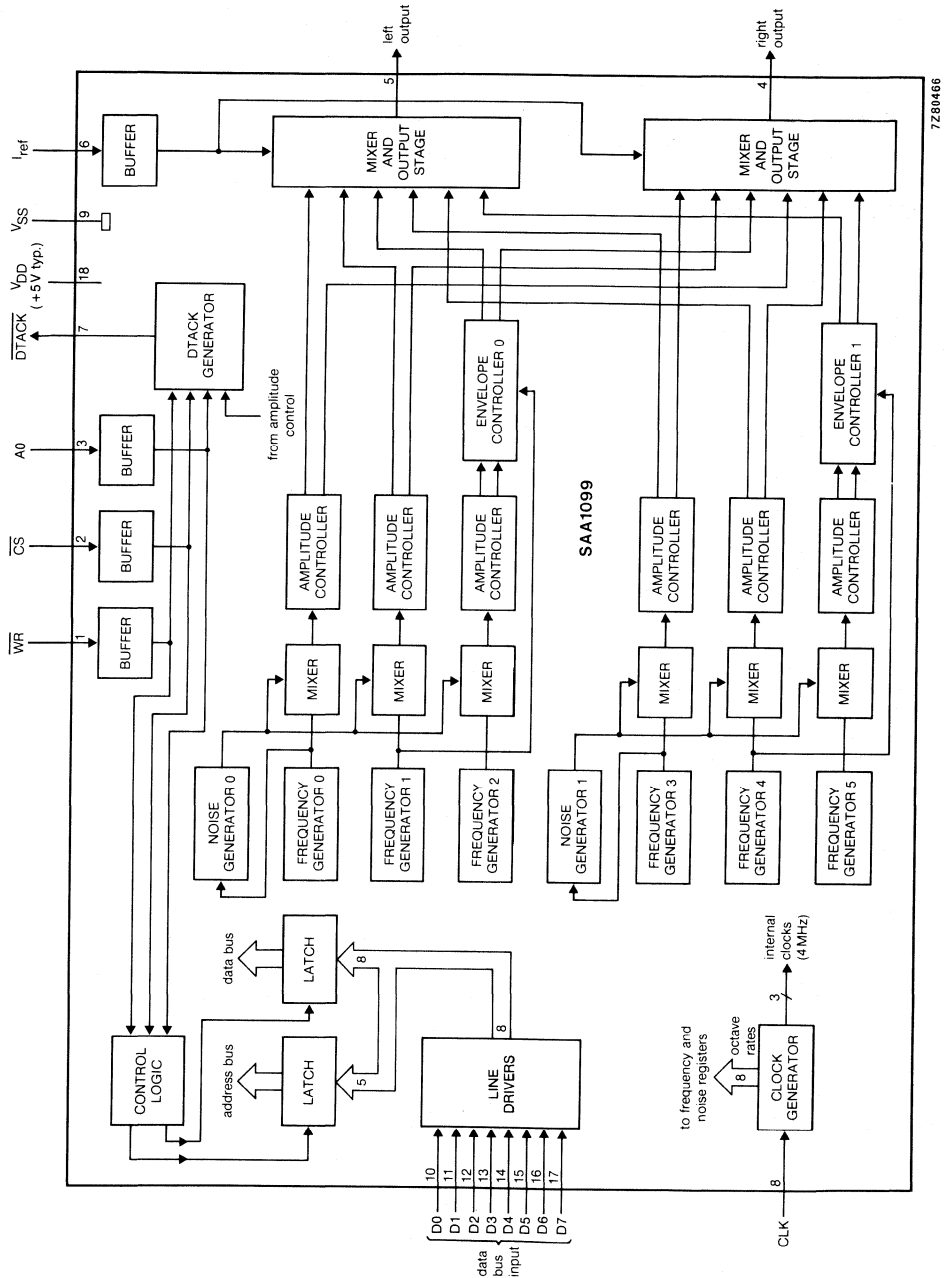 7Z80466
I ref
V SS
V DD
(+5 V typ.)
DTACK
A0
CS
WR
6
9
18
7
3
2
1
BUFFER
BUFFER
BUFFER
BUFFER
DTACK
GENERATOR
from amplitude
control
CONTROL
LOGIC
address bus
data bus
LATCH
LATCH
5
8
8
LINE
DRIVERS
D0
D1
D2
D3
D4
D5
D6
D7
10
11
12
13
14
15
16
17
data
bus
input
NOISE
GENERATOR 0
FREQUENCY
GENERATOR 0
FREQUENCY
GENERATOR 1
FREQUENCY
GENERATOR 2
MIXER
MIXER
MIXER
AMPLITUDE
CONTROLLER
AMPLITUDE
CONTROLLER
AMPLITUDE
CONTROLLER
ENVELOPE
CONTROLLER 0
SAA1099
NOISE
GENERATOR 1
FREQUENCY
GENERATOR 3
FREQUENCY
GENERATOR 4
FREQUENCY
GENERATOR 5
MIXER
MIXER
MIXER
AMPLITUDE
CONTROLLER
AMPLITUDE
CONTROLLER
AMPLITUDE
CONTROLLER
ENVELOPE
CONTROLLER 1
MIXER
AND
OUTPUT
STAGE
MIXER
AND
OUTPUT
STAGE
5
left
output
4
right
output
to frequency and
noise registers
8
octave
rates
CLOCK
GENERATOR
3
internal
clocks
(4 MHz)
8
CLK